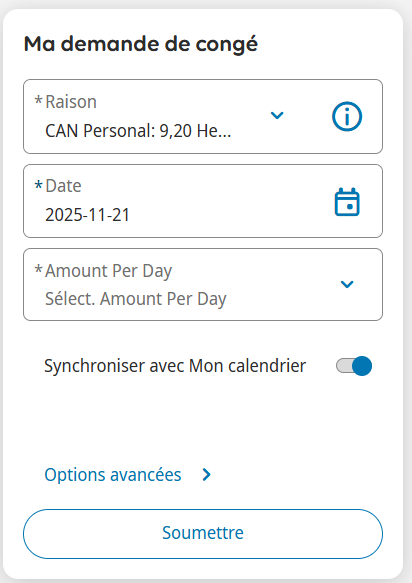 Ma demande de congé
*Raison
CAN Personal: 9,20 He...
*Date
2025-11-21
*Amount Per Day
Sélect. Amount Per Day
Synchroniser avec Mon calendrier
Options avancées
Soumettre